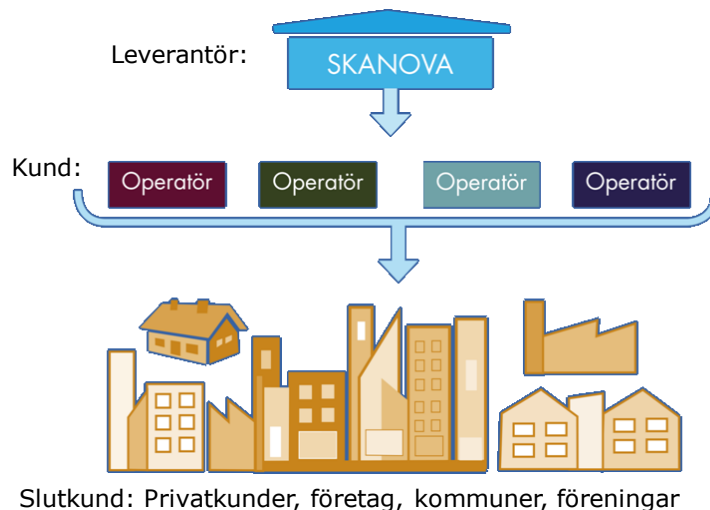 Leverantör:
SKANOVA
Kund:
Operatör Operatör Operatör Operatör
Slutkund: Privatkunder, företag, kommuner, föreningar